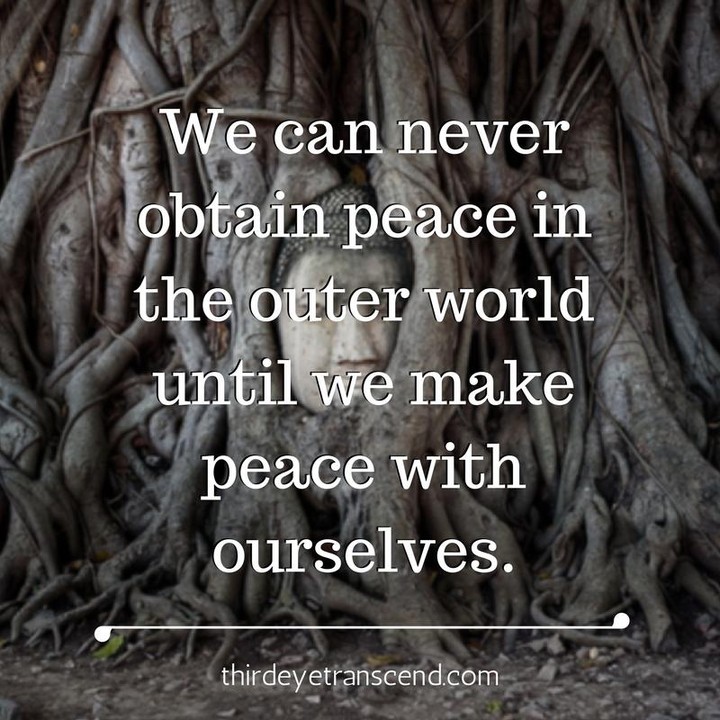 We can never
obtain peace in
the outer world
until we make
peace with
ourselves.
thirdeyetranscend.com